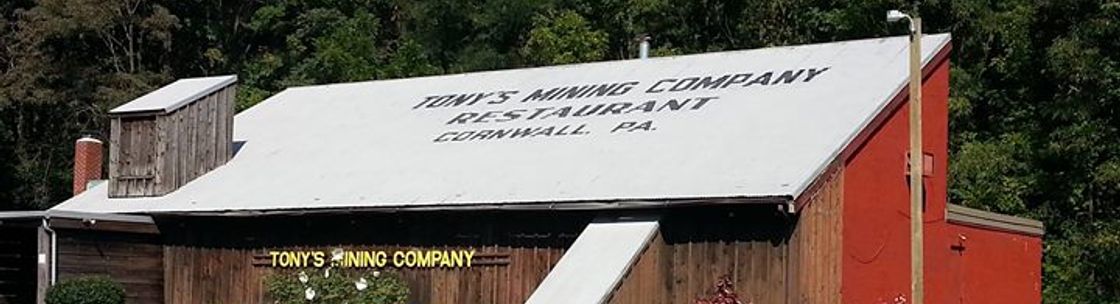 TONY'S MINING COMPANY
RESTAURANT
CORNWALL, PA.
TONY'S MINING COMPANY